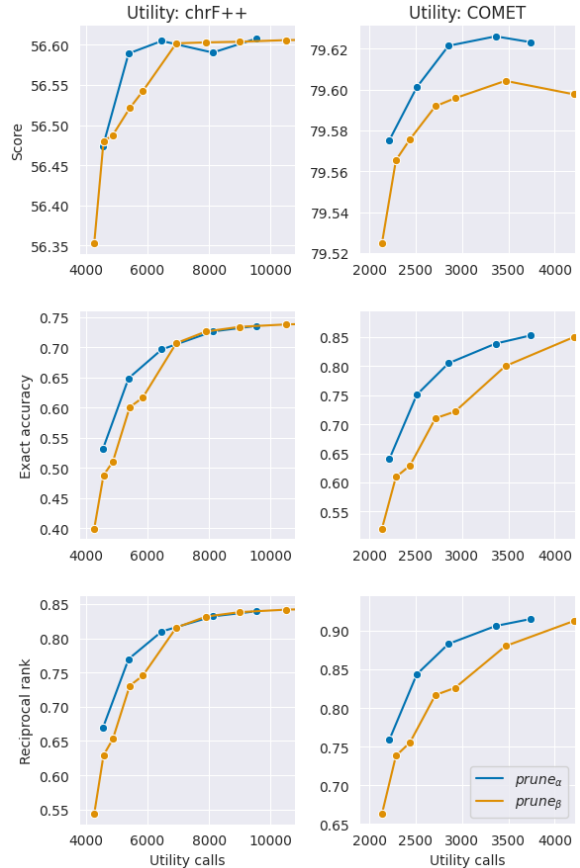 Utility: chrF++
Utility: COMET
Score
56.60
56.55
56.50
56.45
56.40
56.35
4000 6000 8000 10000
79.62
79.60
79.58
79.56
79.54
79.52
2000 2500 3000 3500 4000
Exact accuracy
0.75
0.70
0.65
0.60
0.55
0.50
0.45
0.40
4000 6000 8000 10000
0.85
0.80
0.75
0.70
0.65
0.60
0.55
2000 2500 3000 3500 4000
Reciprocal rank
0.85
0.80
0.75
0.70
0.65
0.60
0.55
4000 6000 8000 10000
Utility calls
0.90
0.85
0.80
0.75
0.70
0.65
prune α
prune β
2000 2500 3000 3500 4000
Utility calls